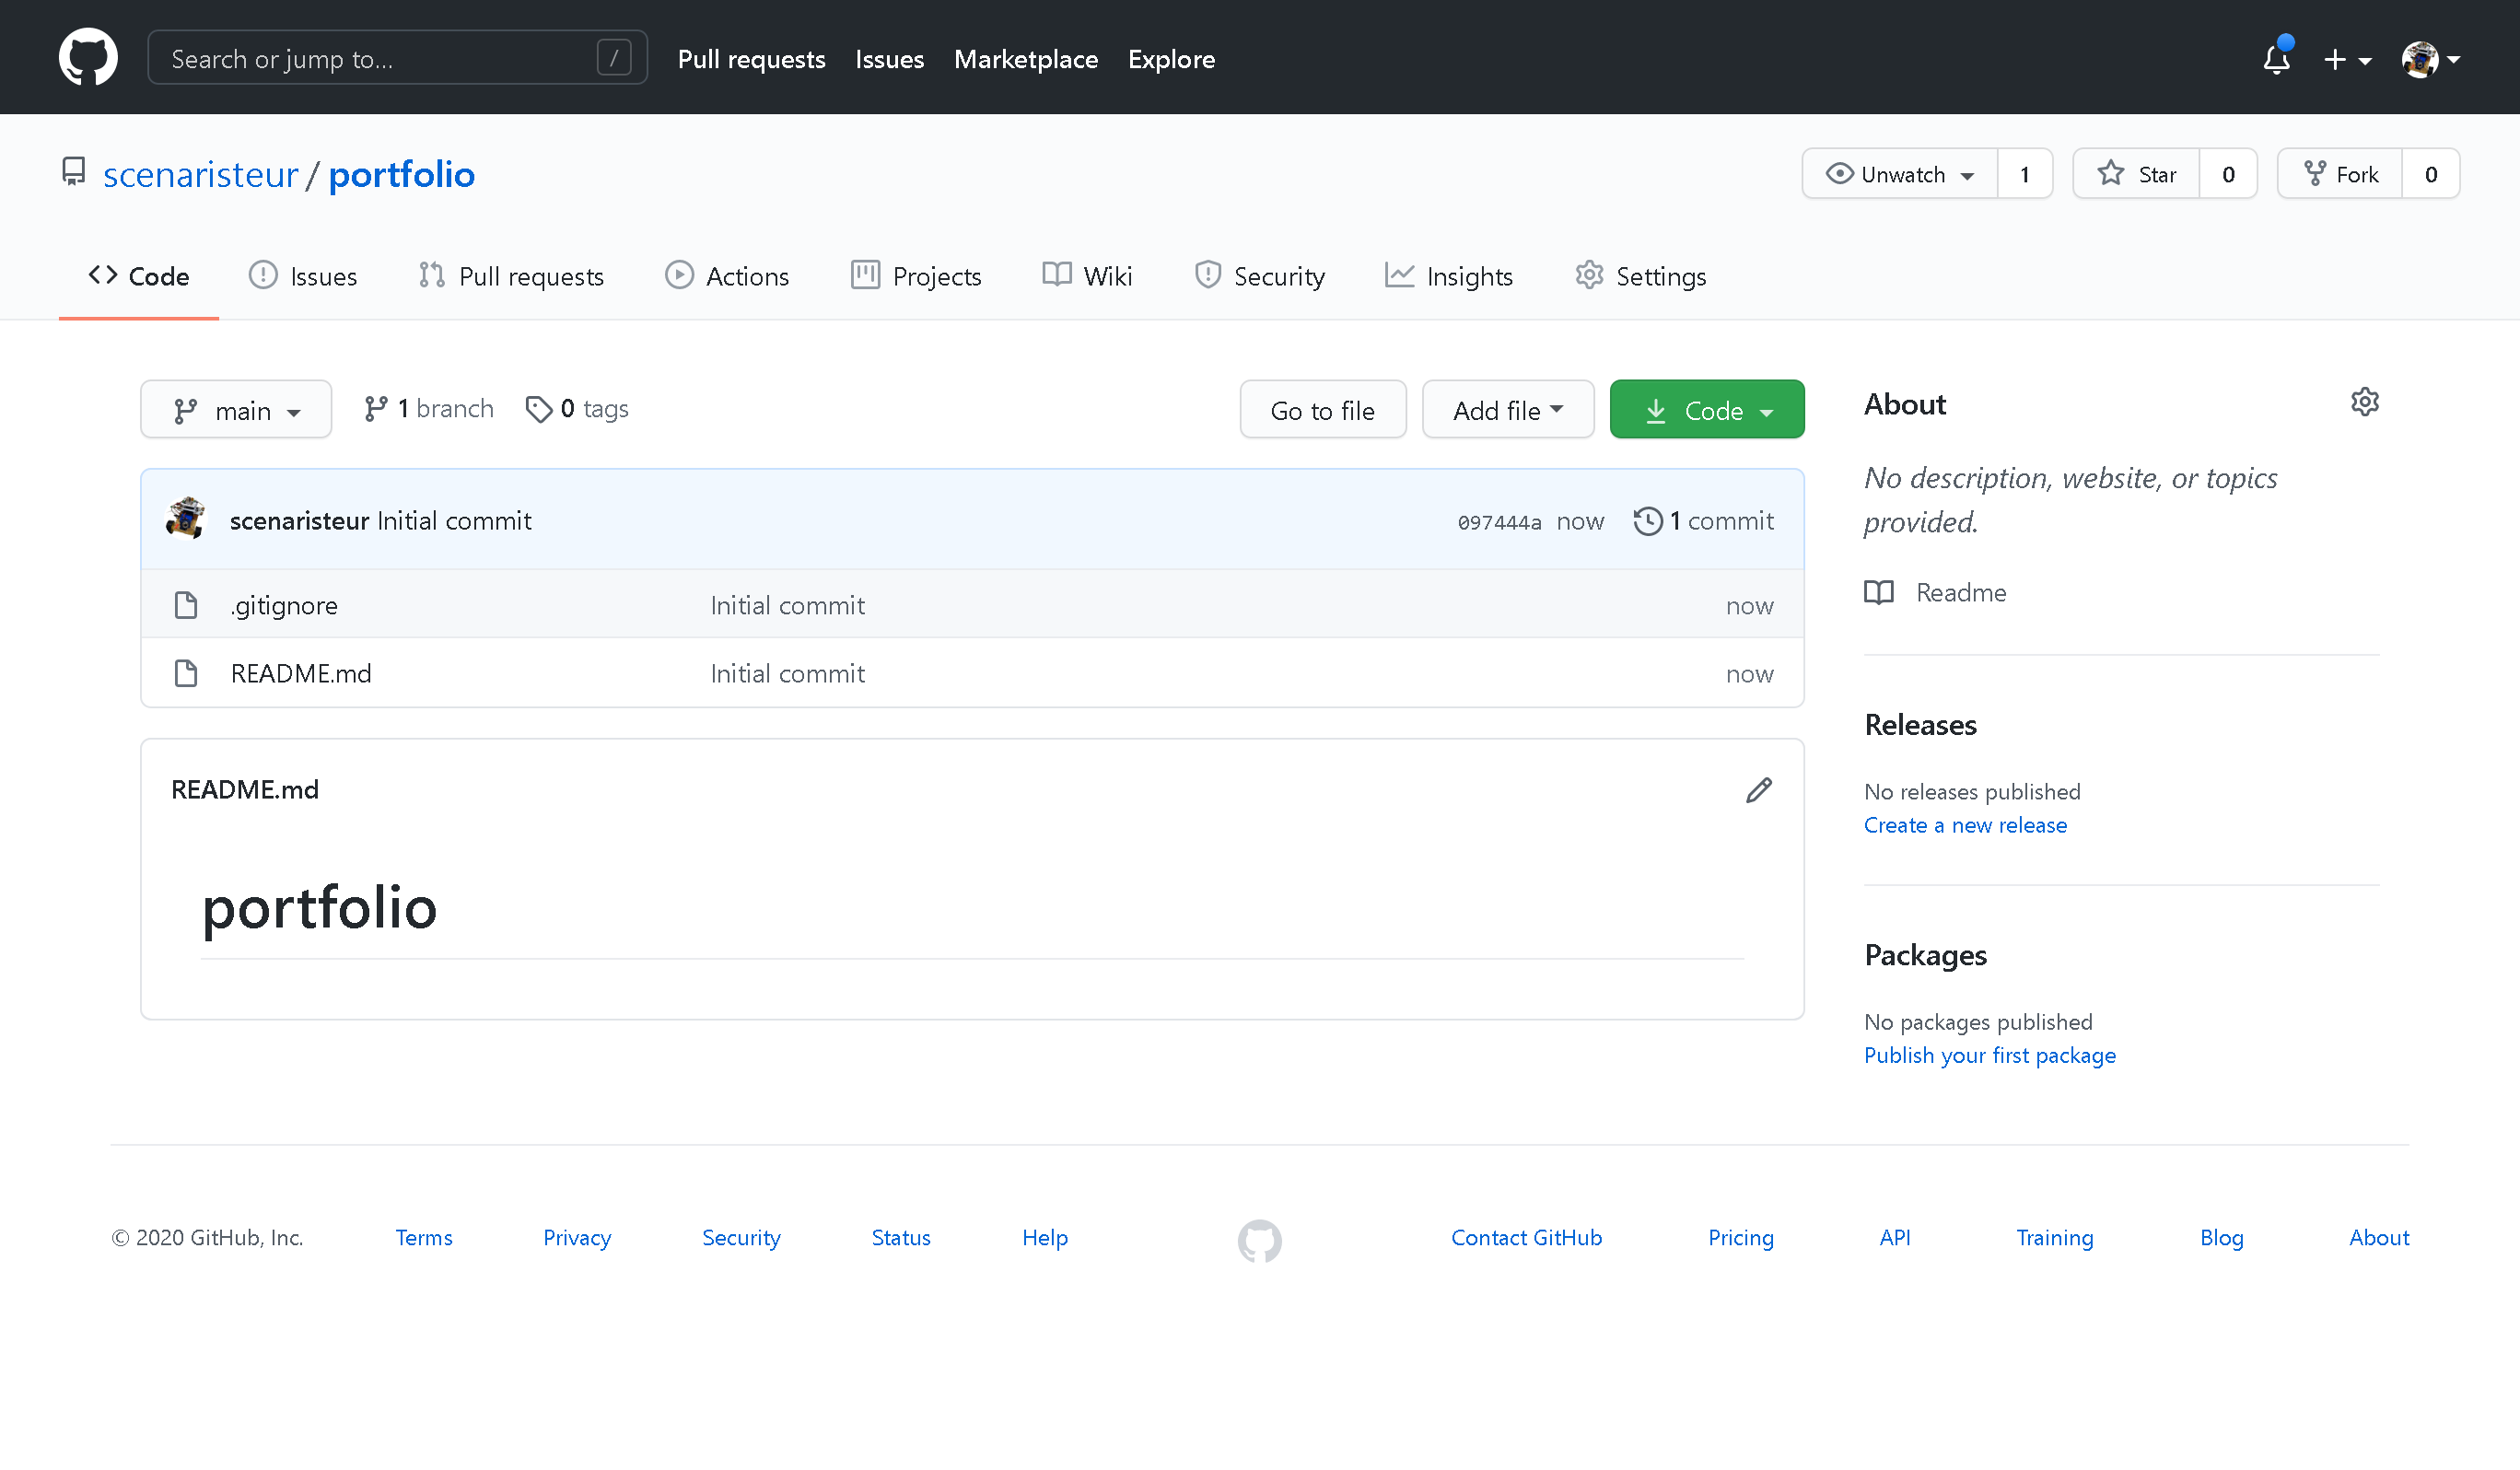 Search or jump to... /
Pull requests Issues Marketplace Explore
scenaristeur / portfolio
Unwatch 1 Star 0 Fork 0
Code Issues Pull requests Actions Projects Wiki Security Insights Settings
main 1 branch 0 tags Go to file Add file Code
scenaristeur Initial commit 097444a now 1 commit
.gitignore Initial commit now
README.md Initial commit now
README.md
portfolio
About
No description, website, or topics
provided.
Readme
Releases
No releases published
Create a new release
Packages
No packages published
Publish your first package
© 2020 GitHub, Inc. Terms Privacy Security Status Help Contact GitHub Pricing API Training Blog About